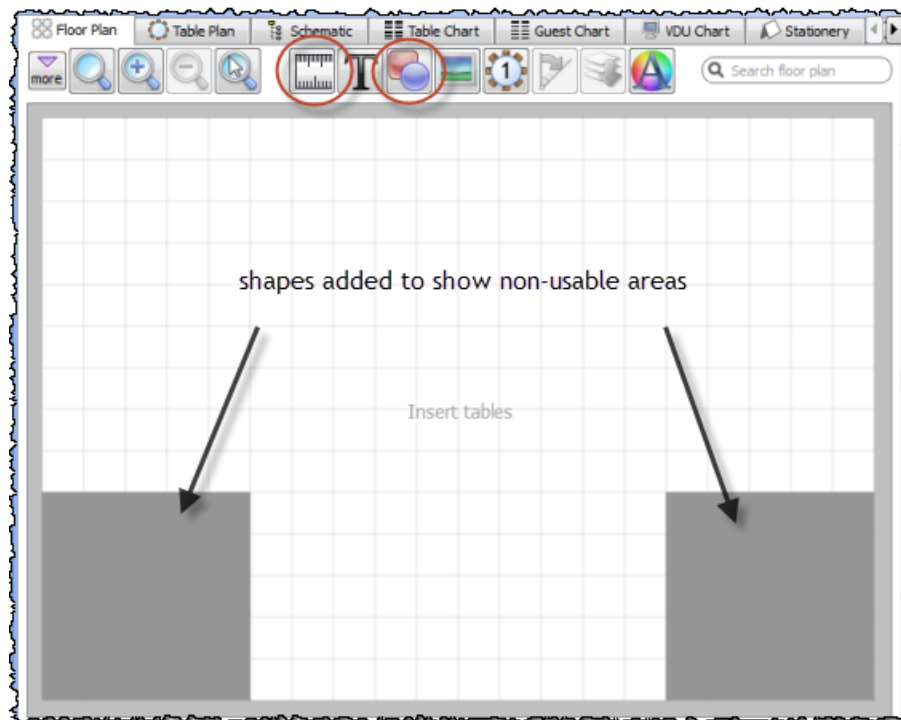 Floor Plan Table Plan Schematic Table Chart Guest Chart VDU Chart Stationery
more T 1 A Search floor plan
shapes added to show non-usable areas
Insert tables